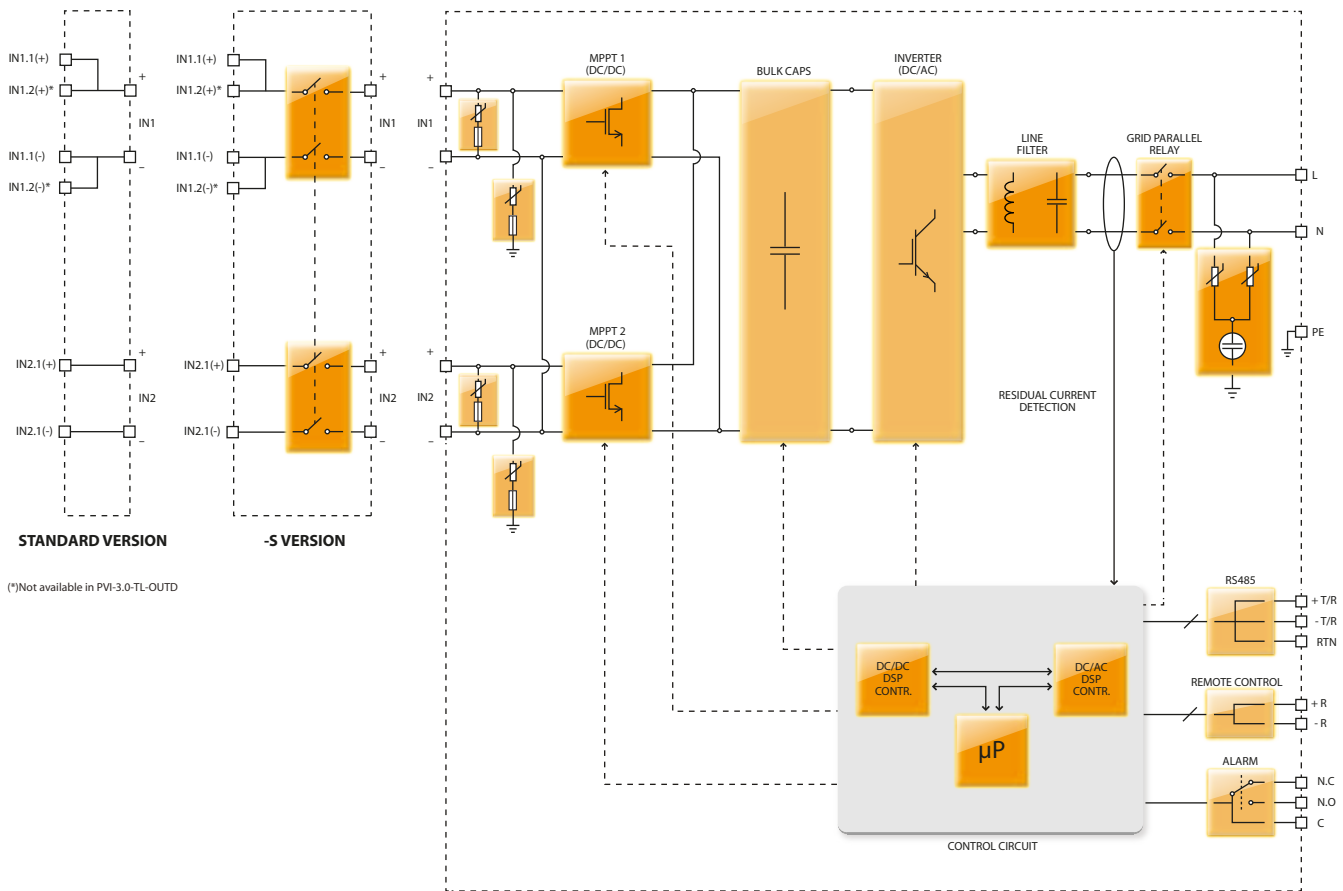 IN1.1(+)
IN1.2(+)*
IN1.1(-)
IN1.2(-)*
+
IN1
–
IN2.1(+)
IN2.1(-)
+
IN2
–
STANDARD VERSION
IN1.1(+)
IN1.2(+)*
IN1.1(-)
IN1.2(-)*
+
IN1
–
IN2.1(+)
IN2.1(-)
+
IN2
–
-S VERSION
(*)Not available in PVI-3.0-TL-OUTD
+
IN1
–
+
IN2
–
MPPT 1
(DC/DC)
MPPT 2
(DC/DC)
BULK CAPS
INVERTER
(DC/AC)
LINE
FILTER
GRID PARALLEL
RELAY
L
N
PE
RESIDUAL CURRENT
DETECTION
DC/DC
DSP
CONTR.
DC/AC
DSP
CONTR.
µP
CONTROL CIRCUIT
RS485
+ T/R
- T/R
RTN
REMOTE CONTROL
+ R
- R
ALARM
N.C
N.O
C